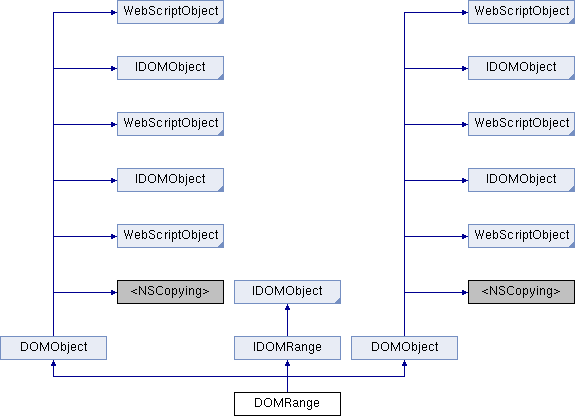 WebScriptObject WebScriptObject
IDOMObject IDOMObject
WebScriptObject WebScriptObject
IDOMObject IDOMObject
WebScriptObject WebScriptObject
<NSCopying> IDOMObject <NSCopying>
DOMObject IDOMRange DOMObject
DOMRange